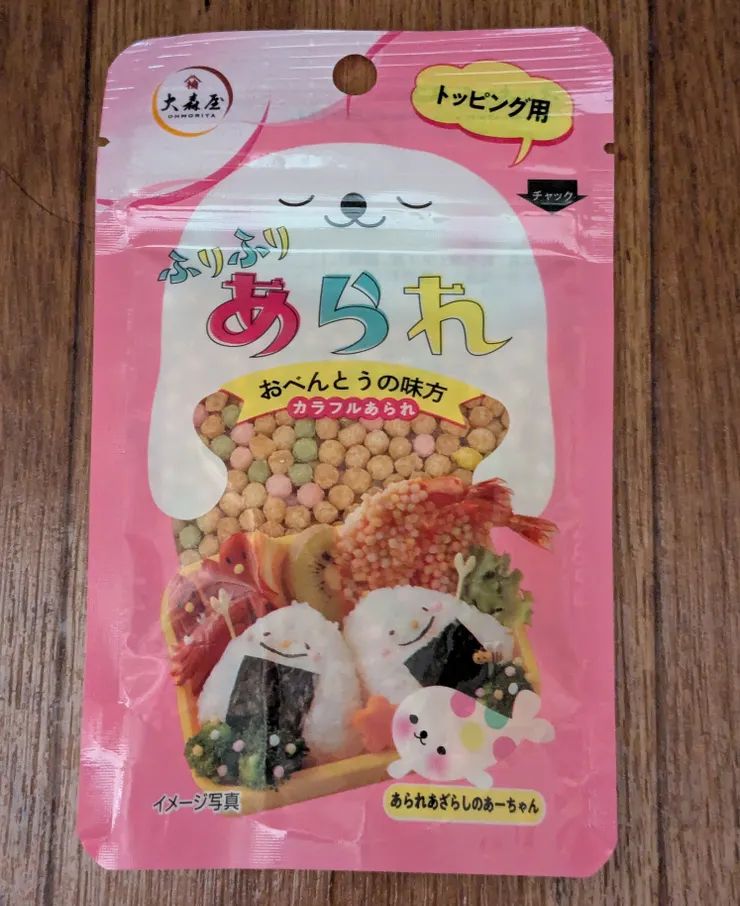 大森屋
OHMORIYA
トッピング用
チャック
ふりふり
あられ
おべんとうの味方
カラフルあられ
イメージ写真
あられあざらしのあーちゃん